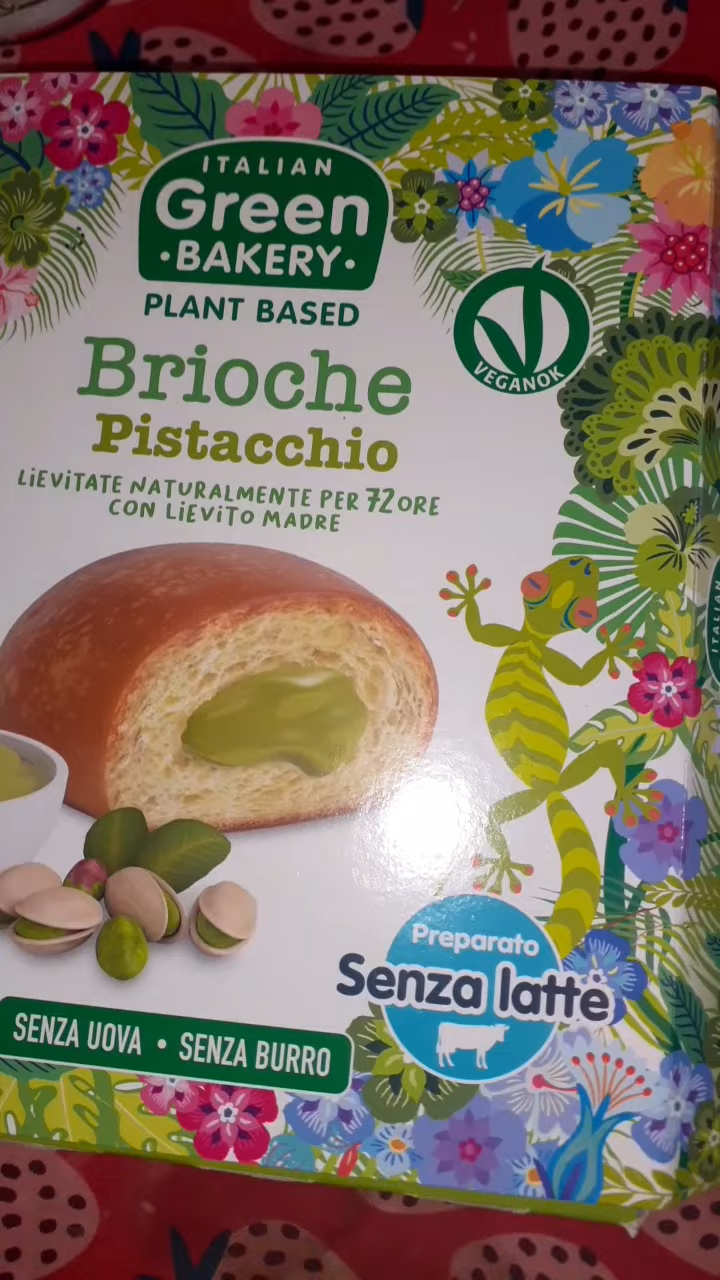 ITALIAN
Green
•BAKERY•
PLANT BASED
VEGANOK
Brioche
Pistacchio
LiEViTATE NATURALMENTE PER 72 ORE
CON LiEViTO MADRE
Preparato
Senza latte
SENZA UOVA • SENZA BURRO
ITALIAN